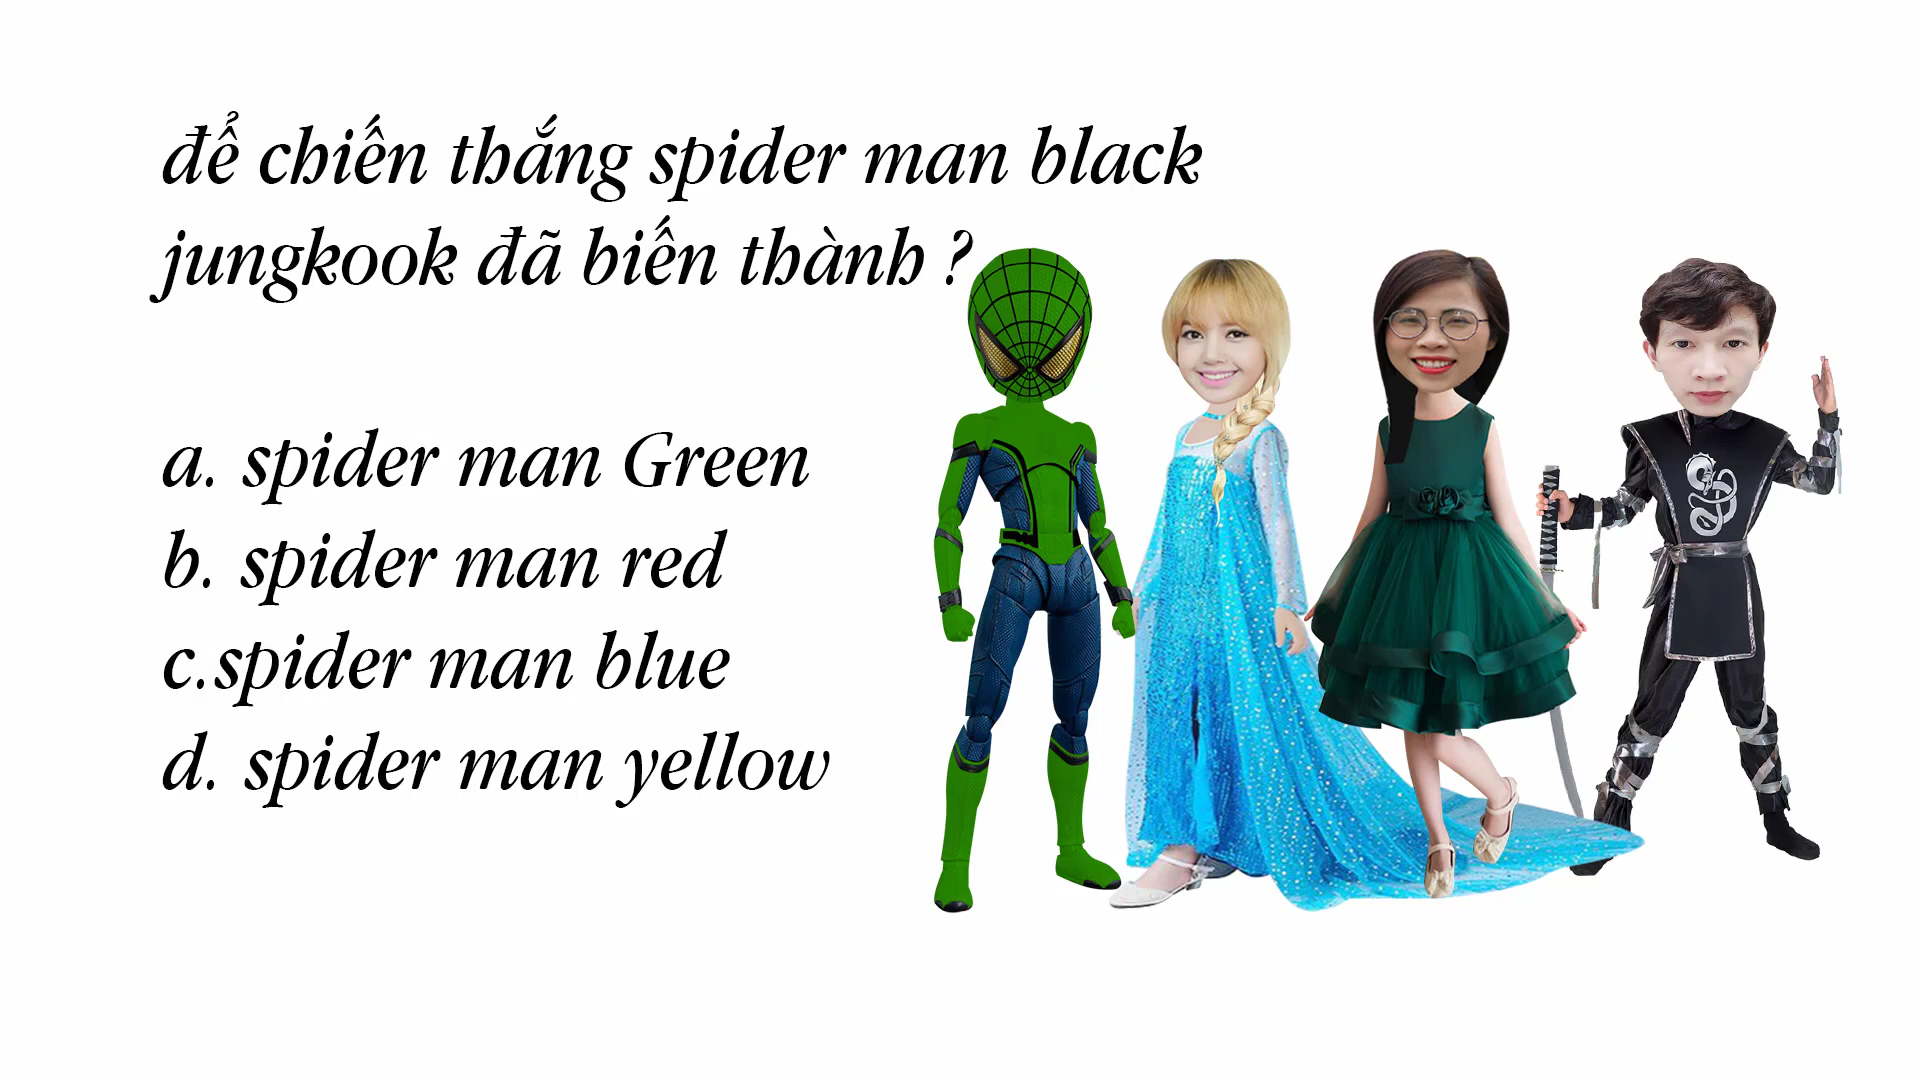 để chiến thắng spider man black
jungkook đã biến thành ?
a. spider man Green
b. spider man red
c.spider man blue
d. spider man yellow